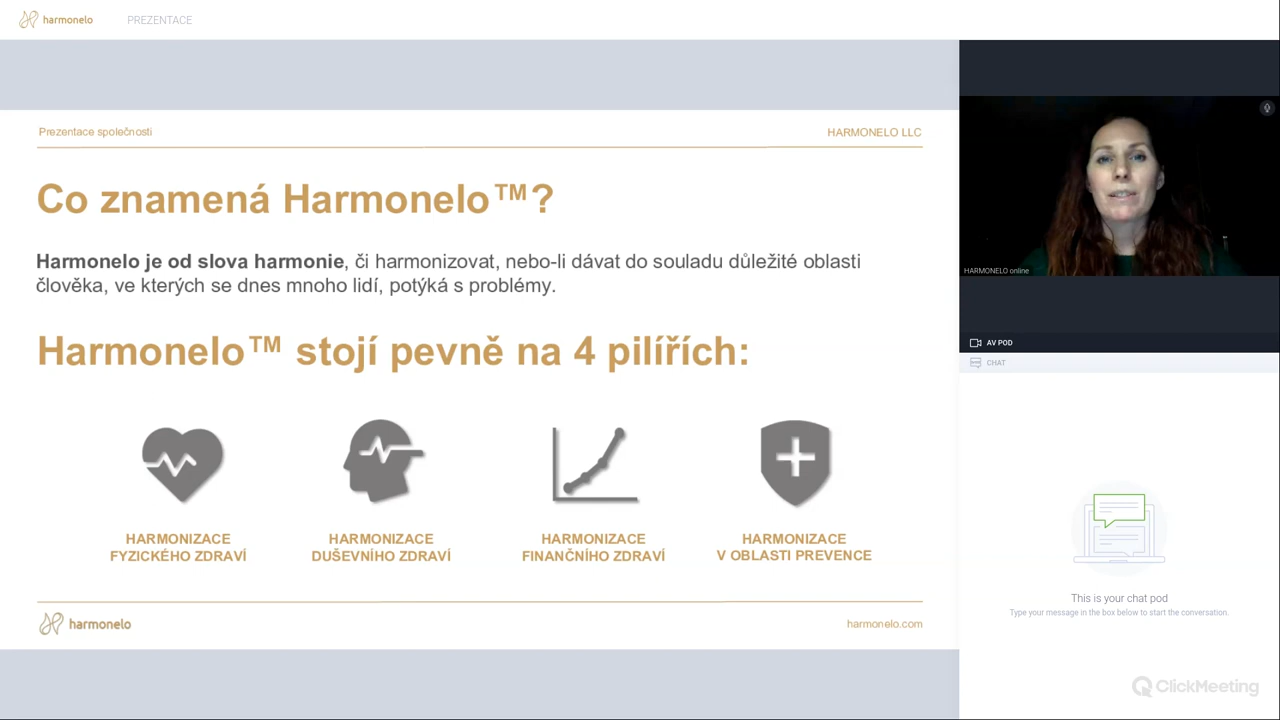 harmonelo
PREZENTACE
Prezentace společnosti
HARMONELO LLC
Co znamená Harmonelo™?
Harmonelo je od slova harmonie, či harmonizovat, nebo-li dávat do souladu důležité oblasti
člověka, ve kterých se dnes mnoho lidí, potýká s problémy.
Harmonelo™ stojí pevně na 4 pilířích:
HARMONIZACE
FYZICKÉHO ZDRAVÍ
HARMONIZACE
DUŠEVNÍHO ZDRAVÍ
HARMONIZACE
FINANČNÍHO ZDRAVÍ
HARMONIZACE
V OBLASTI PREVENCE
harmonelo
harmonelo.com
HARMONELO online
AV POD
CHAT
This is your chat pod
Type your message in the box below to start the conversation.
ClickMeeting